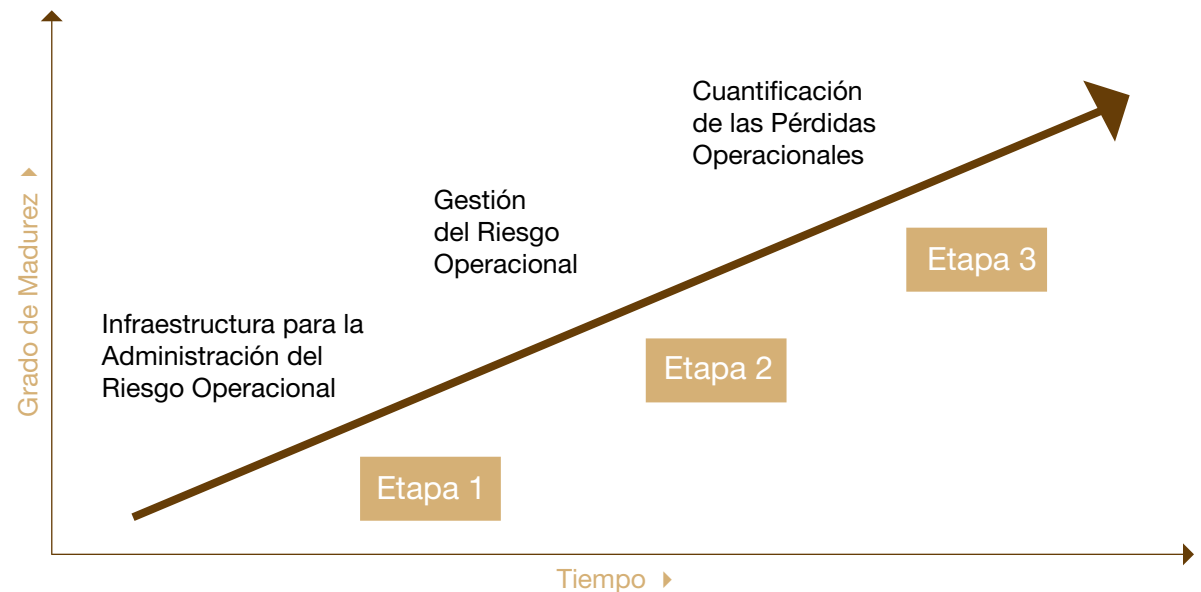 Cuantificación
de las Pérdidas
Operacionales
Gestión
del Riesgo
Operacional
Infraestructura para la
Administración del
Riesgo Operacional
Etapa 1
Etapa 2
Etapa 3
Grado de Madurez
Tiempo